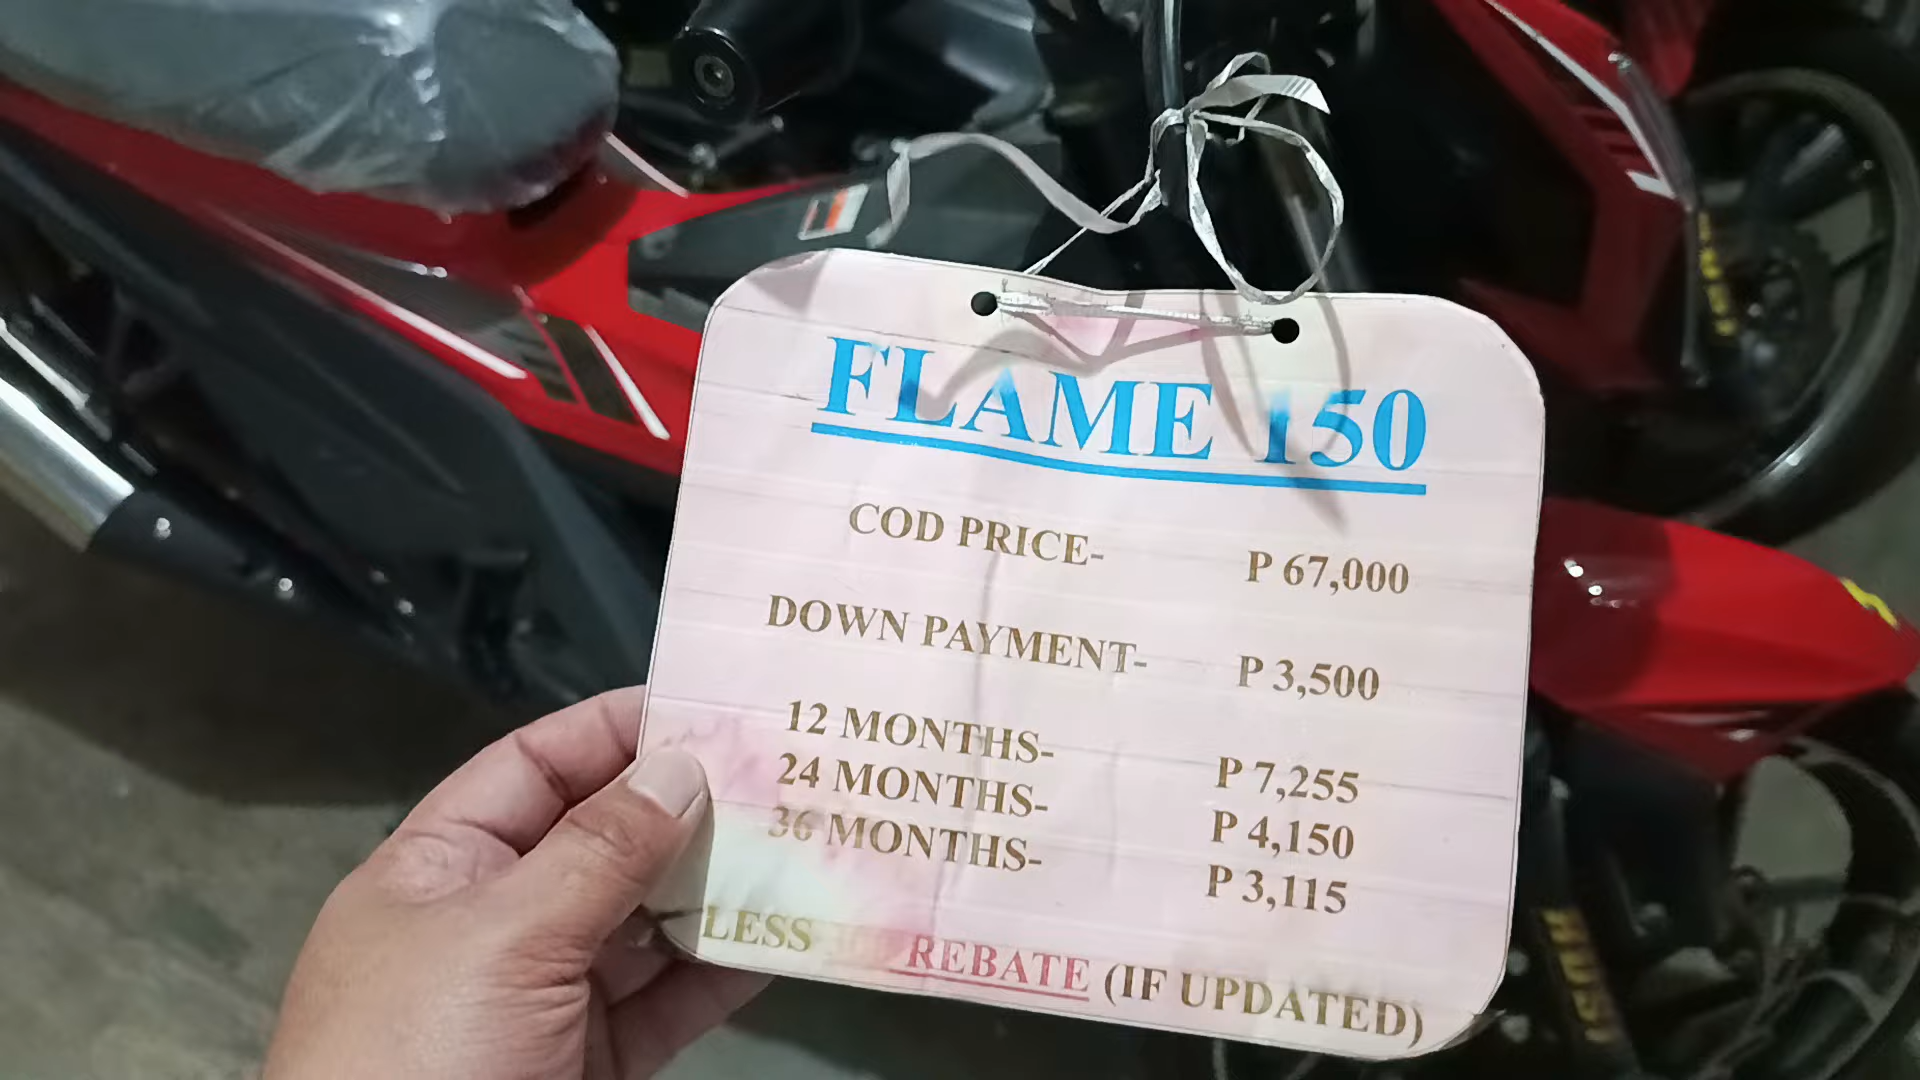 FLAME 150
COD PRICE- P 67,000
DOWN PAYMENT- P 3,500
12 MONTHS- P 7,255
24 MONTHS- P 4,150
36 MONTHS- P 3,115
LESS REBATE (IF UPDATED)